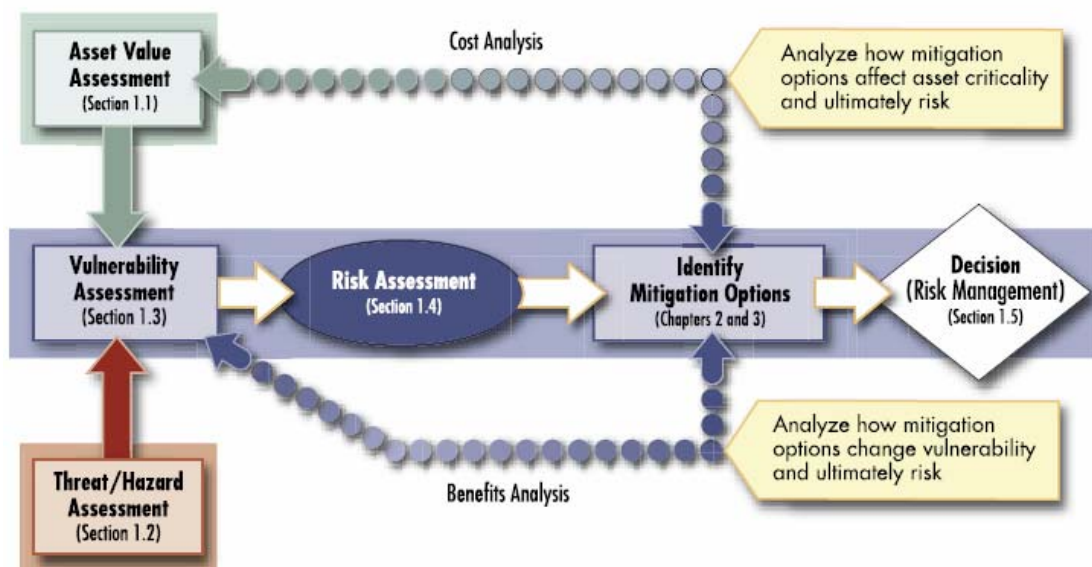 Asset Value
Assessment
(Section 1.1)
Cost Analysis
Analyze how mitigation
options affect asset criticality
and ultimately risk
Vulnerability
Assessment
(Section 1.3)
Risk Assessment
(Section 1.4)
Identify
Mitigation Options
(Chapters 2 and 3)
Decision
(Risk Management)
(Section 1.5)
Threat/Hazard
Assessment
(Section 1.2)
Benefits Analysis
Analyze how mitigation
options change vulnerability
and ultimately risk